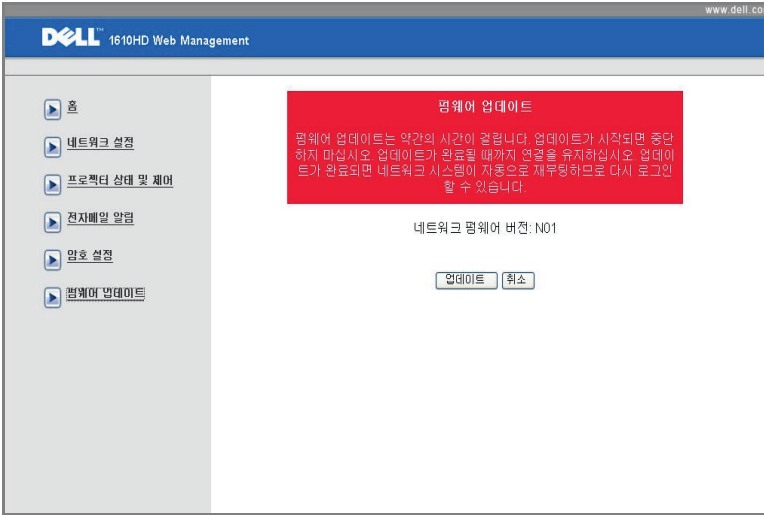 www.dell.co
DELL™ 1610HD Web Management
홈
네트워크 설정
프로젝터 상태 및 제어
전자메일 알림
암호 설정
펌웨어 업데이트
펌웨어 업데이트
펌웨어 업데이트는 약간의 시간이 걸립니다. 업데이트가 시작되면 중단
하지 마십시오. 업데이트가 완료될 때까지 연결을 유지하십시오. 업데이
트가 완료되면 네트워크 시스템이 자동으로 재부팅하므로 다시 로그인
할 수 있습니다.
네트워크 펌웨어 버전: N01
업데이트 취소